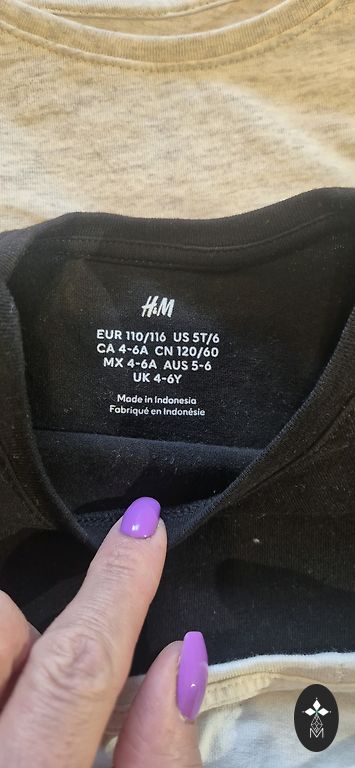 H&M
EUR 110/116 US 5T/6
CA 4-6A CN 120/60
MX 4-6A AUS 5-6
UK 4-6Y
Made in Indonesia
Fabriqué en Indonésie
M